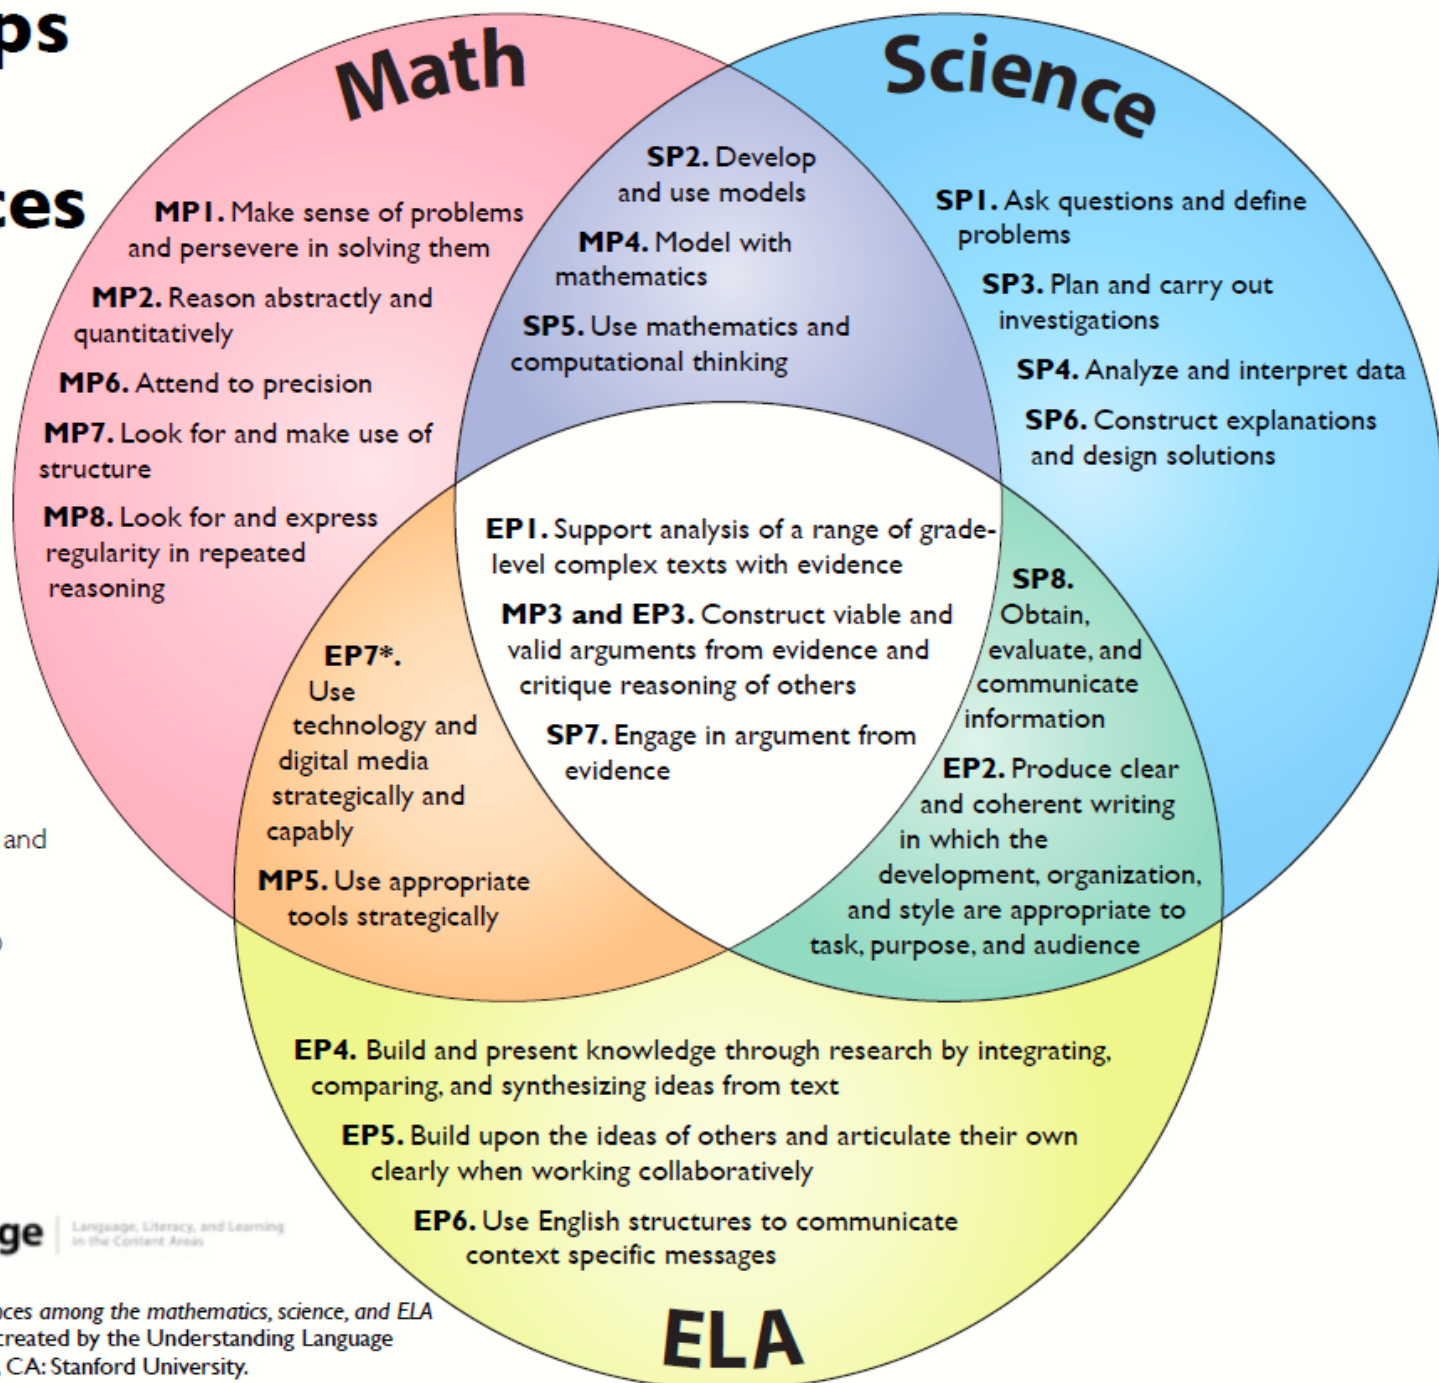 ps
ces
Math
MP1. Make sense of problems
and persevere in solving them
MP2. Reason abstractly and
quantitatively
MP6. Attend to precision
MP7. Look for and make use of
structure
MP8. Look for and express
regularity in repeated
reasoning
SP2. Develop
and use models
MP4. Model with
mathematics
SP5. Use mathematics and
computational thinking
Science
SP1. Ask questions and define
problems
SP3. Plan and carry out
investigations
SP4. Analyze and interpret data
SP6. Construct explanations
and design solutions
EP1. Support analysis of a range of grade-
level complex texts with evidence
MP3 and EP3. Construct viable and
valid arguments from evidence and
critique reasoning of others
SP7. Engage in argument from
evidence
EP7*.
Use
technology and
digital media
strategically and
capably
MP5. Use appropriate
tools strategically
SP8.
Obtain,
evaluate, and
communicate
information
EP2. Produce clear
and coherent writing
in which the
development, organization,
and style are appropriate to
task, purpose, and audience
and
EP4. Build and present knowledge through research by integrating,
comparing, and synthesizing ideas from text
EP5. Build upon the ideas of others and articulate their own
clearly when working collaboratively
EP6. Use English structures to communicate
context specific messages
ELA
ge
Language, Literacy, and Learning
in the Content Areas
nces among the mathematics, science, and ELA
created by the Understanding Language
, CA: Stanford University.